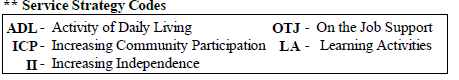 ** Service Strategy Codes
ADL - Activity of Daily Living OTJ - On the Job Support
ICP - Increasing Community Participation LA - Learning Activities
II - Increasing Independence